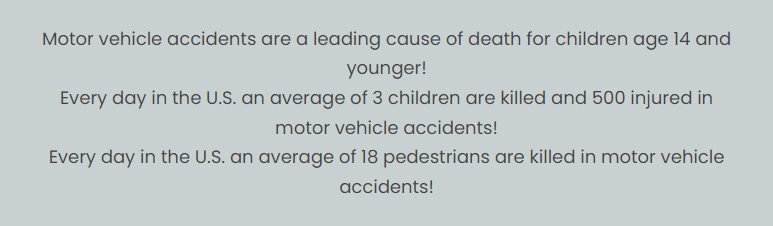 Motor vehicle accidents are a leading cause of death for children age 14 and
younger!
Every day in the U.S. an average of 3 children are killed and 500 injured in
motor vehicle accidents!
Every day in the U.S. an average of 18 pedestrians are killed in motor vehicle
accidents!